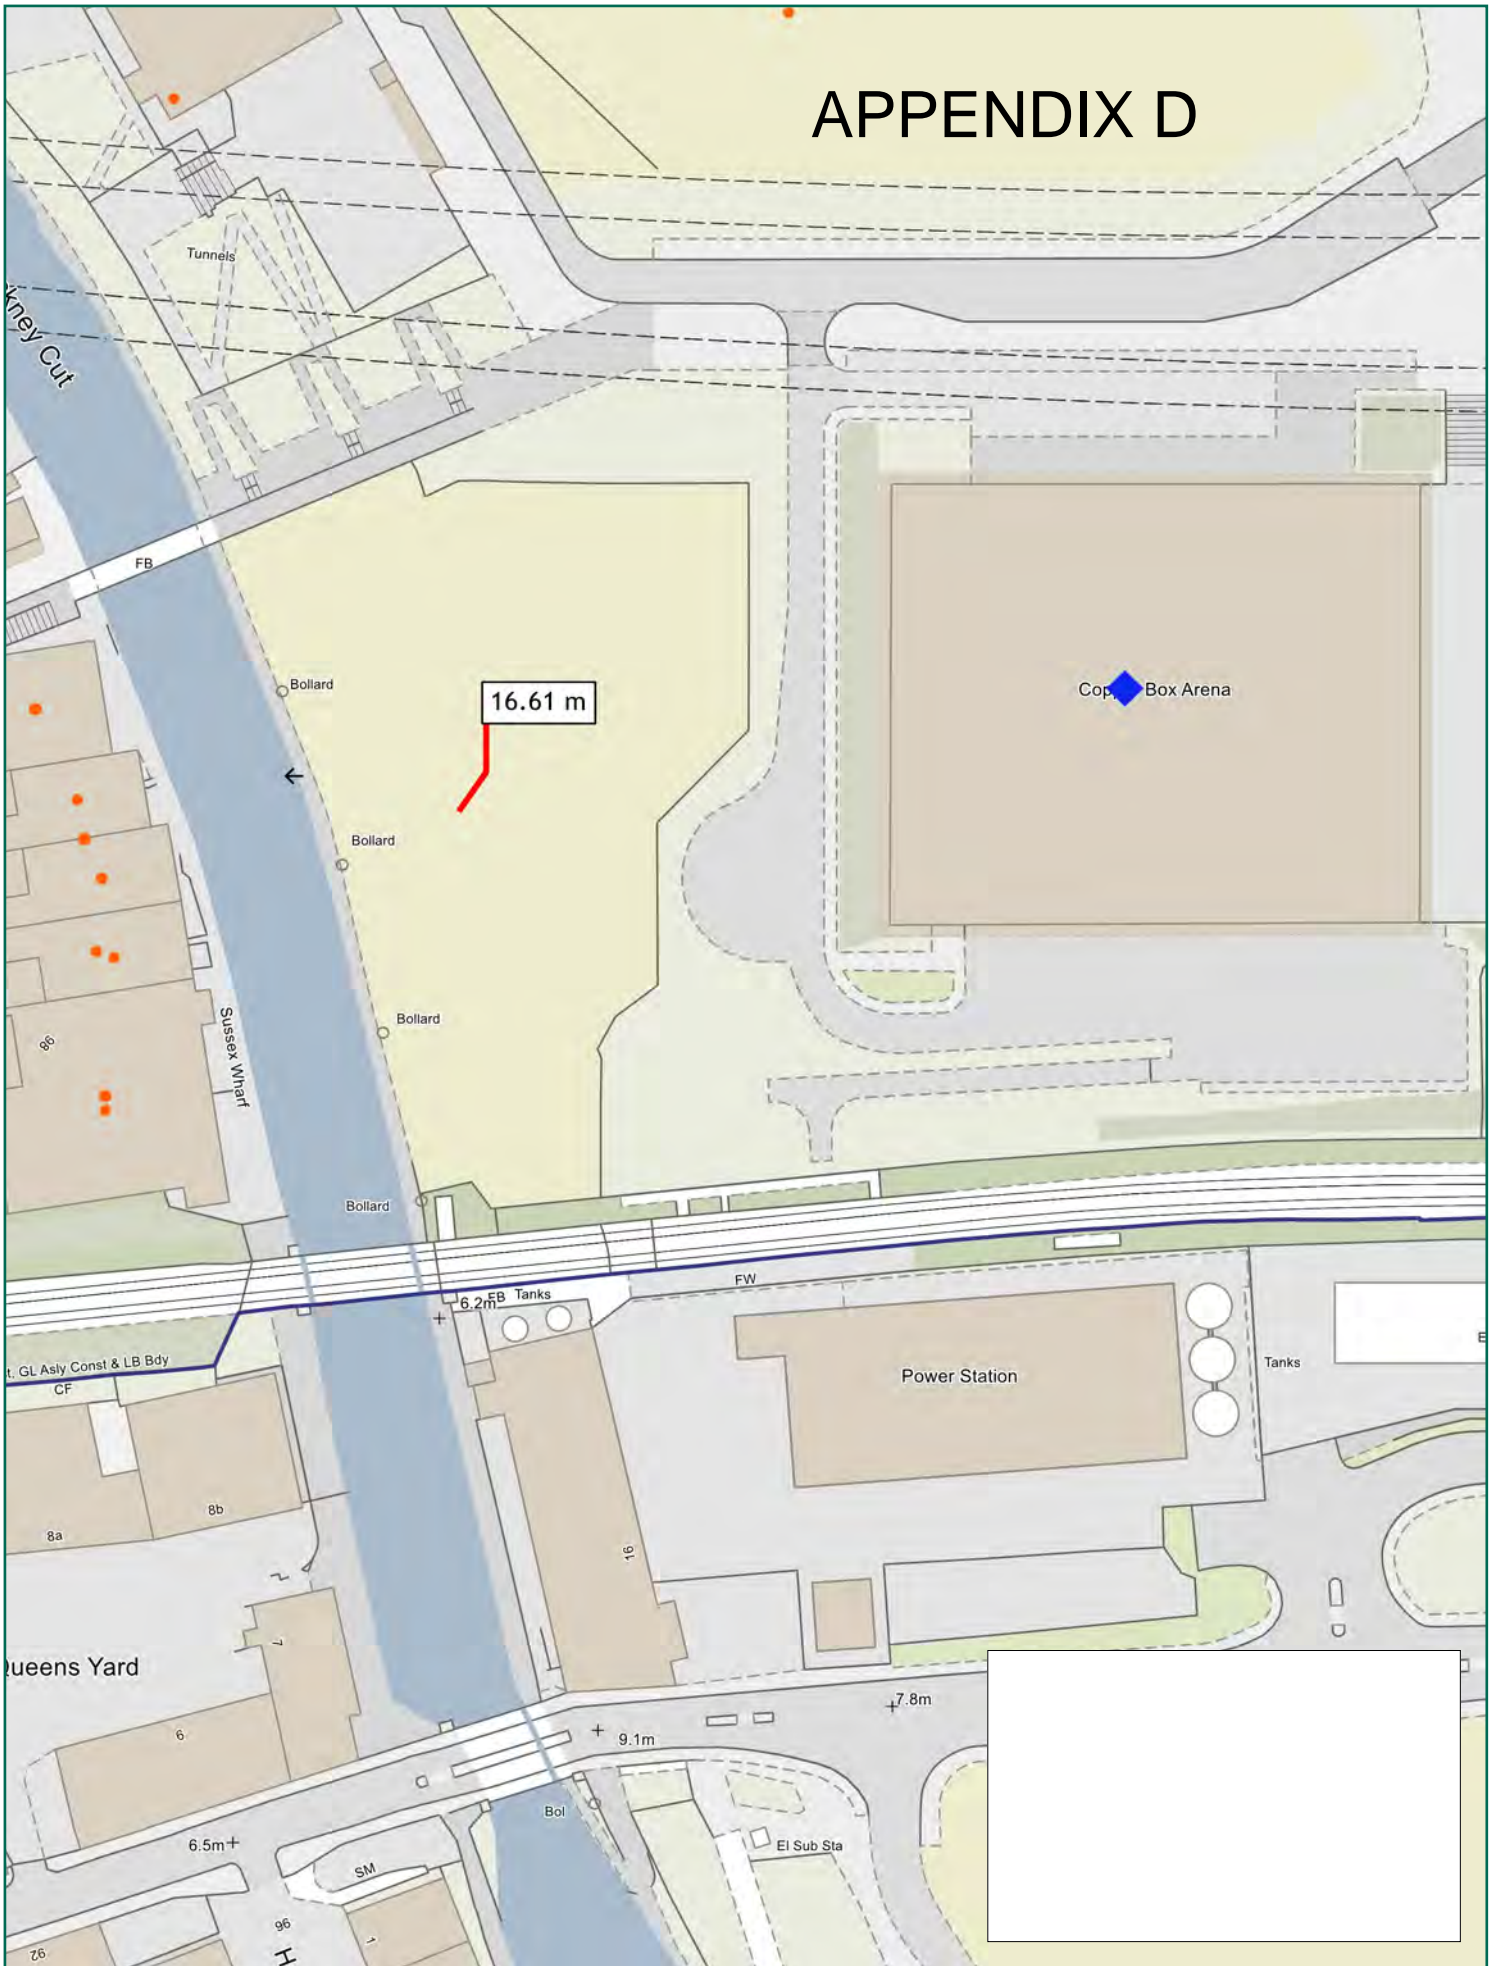 APPENDIX D
Tunnels
kney Cut
FB
Bollard
16.61 m
Box Arena
Bollard
Bollard
98
Sussex Wharf
Bollard
FW
6.2m
FB
Tanks
t, GL Asly Const & LB Bdy
CF
Power Station
Tanks
E
8b
8a
16
7
ueens Yard
7.8m
6
9.1m
Bol
6.5m
El Sub Sta
SM
96
H
1
92